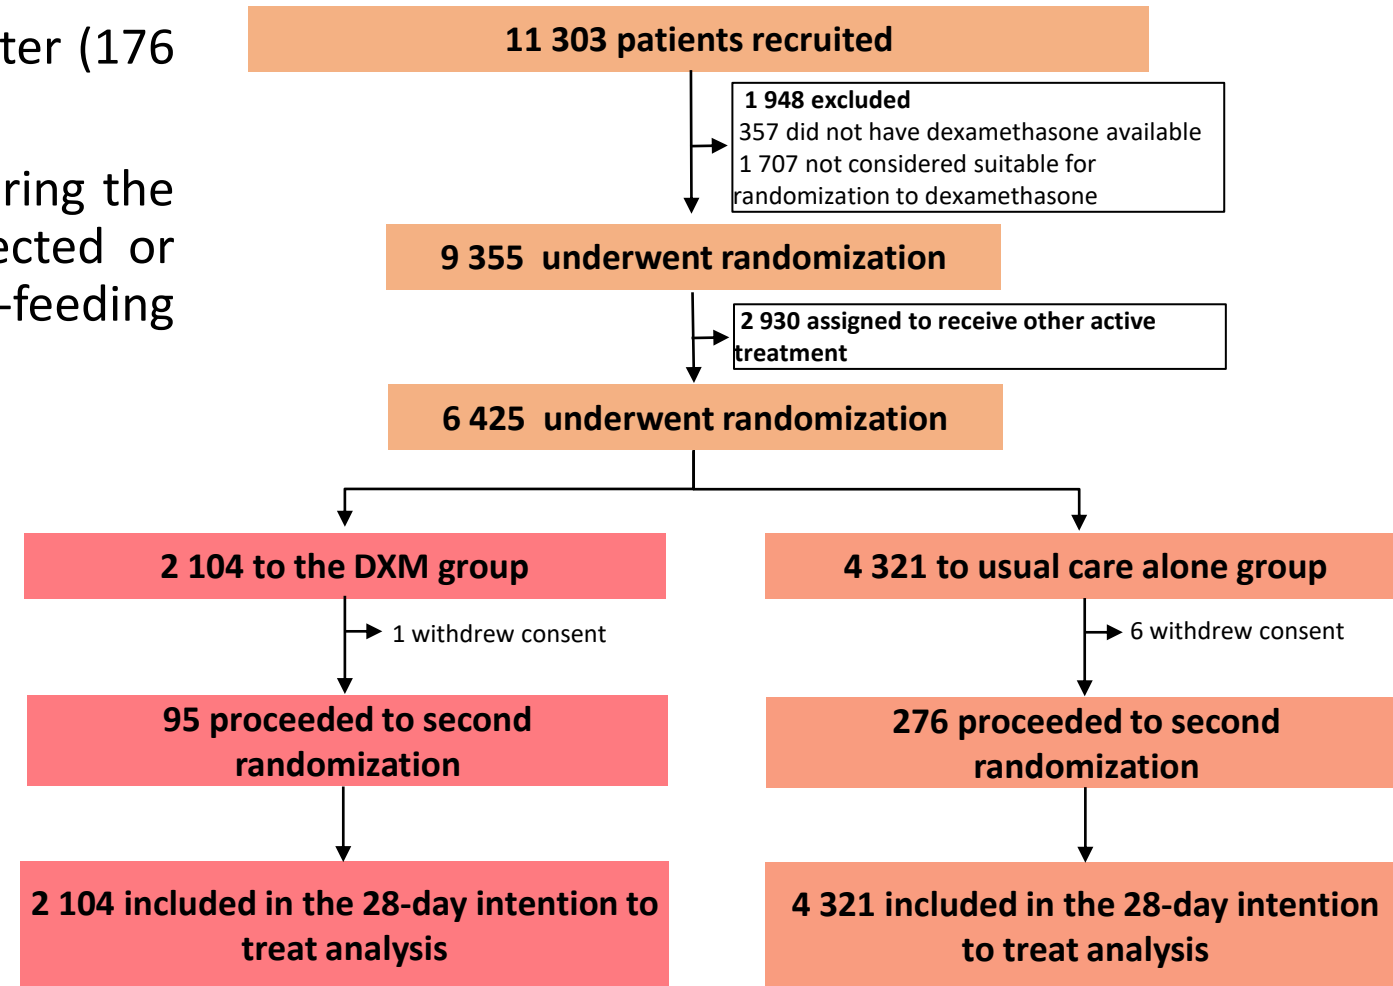 ter (176
ring the
ected or
-feeding
11 303 patients recruited
1 948 excluded
357 did not have dexamethasone available
1 707 not considered suitable for
randomization to dexamethasone
9 355 underwent randomization
2 930 assigned to receive other active
treatment
6 425 underwent randomization
2 104 to the DXM group
4 321 to usual care alone group
1 withdrew consent
6 withdrew consent
95 proceeded to second
randomization
276 proceeded to second
randomization
2 104 included in the 28-day intention to
treat analysis
4 321 included in the 28-day intention
to treat analysis